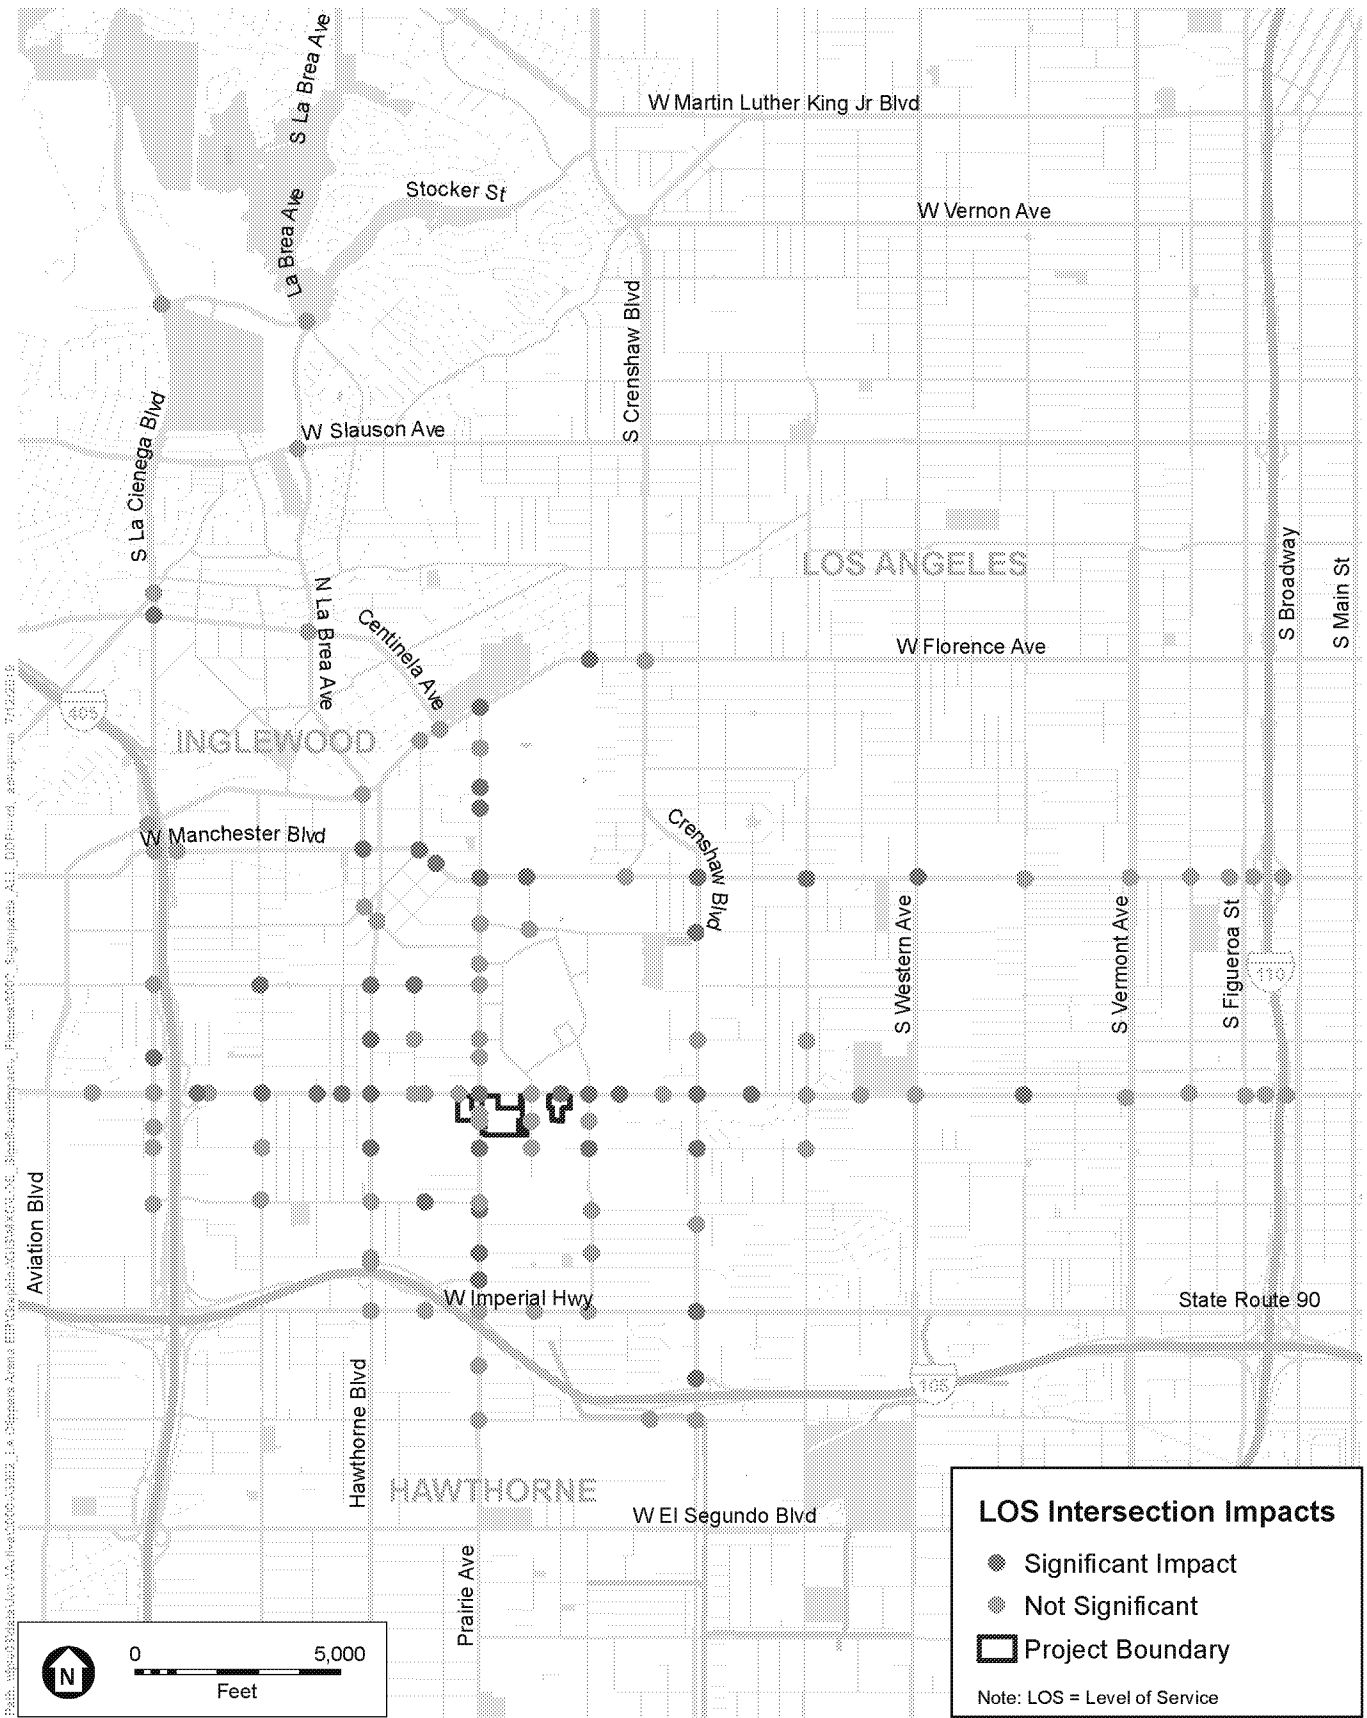 S La Brea Ave
W Martin Luther King Jr Blvd
Stocker St
La Brea Ave
W Vernon Ave
S Crenshaw Blvd
S La Cienega Blvd
W Slauson Ave
LOS ANGELES
S Broadway
S Main St
N La Brea Ave
Centinela Ave
W Florence Ave
405
INGLEWOOD
W Manchester Blvd
Crenshaw Blvd
S Western Ave
S Vermont Ave
S Figueroa St
110
Aviation Blvd
W Imperial Hwy
State Route 90
105
Hawthorne Blvd
HAWTHORNE
W El Segundo Blvd
Prairie Ave
LOS Intersection Impacts
Significant Impact
Not Significant
Project Boundary
Note: LOS = Level of Service
N
0 5,000
Feet